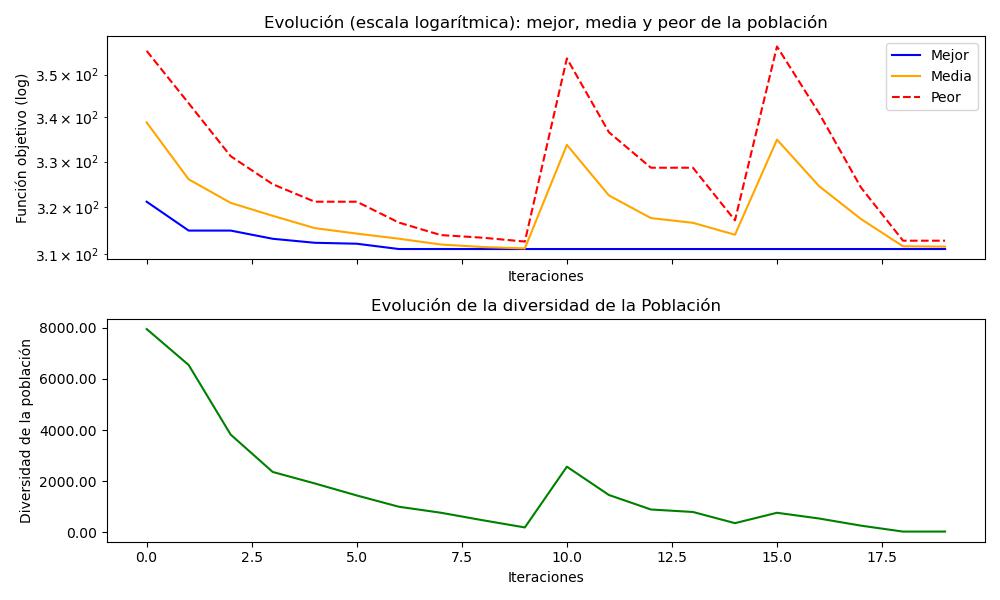 Evolución (escala logarítmica): mejor, media y peor de la población
Función objetivo (log)
3.5 × 10²
3.4 × 10²
3.3 × 10²
3.2 × 10²
3.1 × 10²
Mejor
Media
Peor
Iteraciones
Evolución de la diversidad de la Población
Diversidad de la población
8000.00
6000.00
4000.00
2000.00
0.00
0.0 2.5 5.0 7.5 10.0 12.5 15.0 17.5
Iteraciones